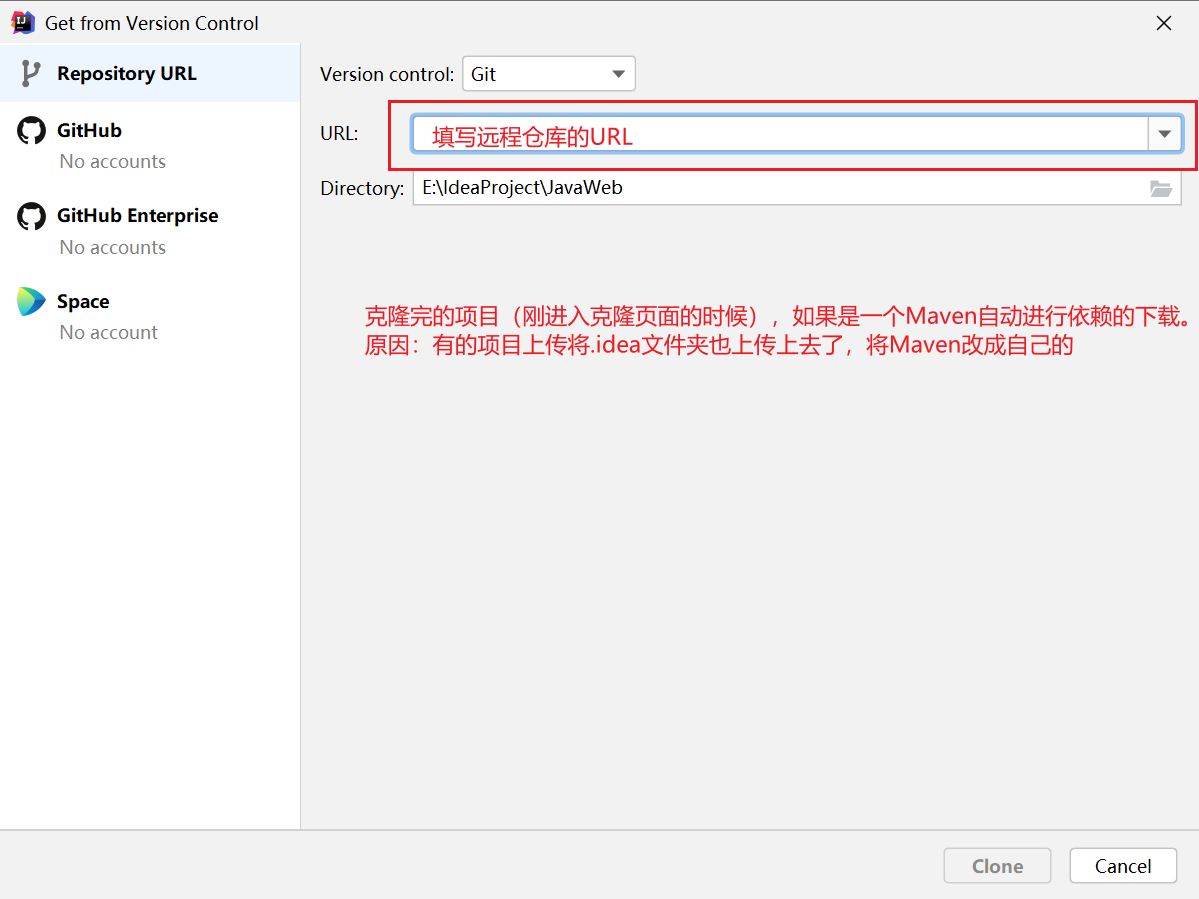 Get from Version Control
Repository URL
GitHub
No accounts
GitHub Enterprise
No accounts
Space
No account
Version control: Git
URL: 填写远程仓库的URL
Directory: E:\IdeaProject\JavaWeb
克隆完的项目（刚进入克隆页面的时候），如果是一个Maven自动进行依赖的下载。
原因：有的项目上传将.idea文件夹也上传上去了，将Maven改成自己的
Clone Cancel